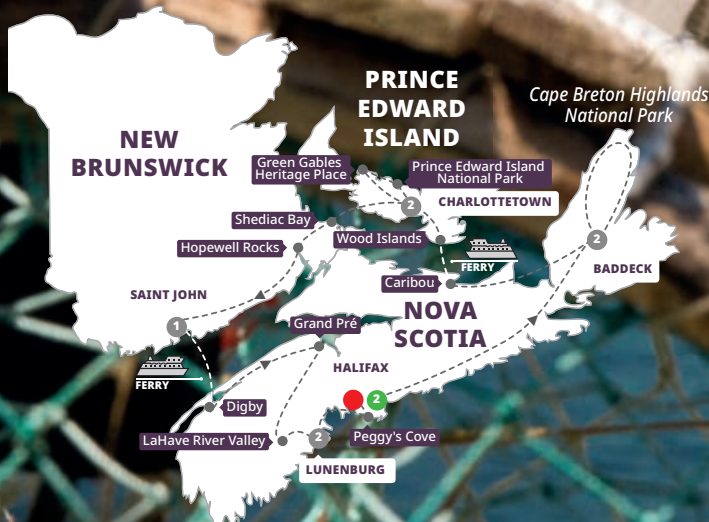 PRINCE
EDWARD
ISLAND
Cape Breton Highlands
National Park
NEW
BRUNSWICK
Green Gables
Heritage Place
Prince Edward Island
National Park
2
CHARLOTTETOWN
Shediac Bay
Wood Islands
Hopewell Rocks
2
FERRY
BADDECK
Caribou
SAINT JOHN
NOVA
SCOTIA
1
Grand Pré
HALIFAX
FERRY
2
Digby
LaHave River Valley
2
Peggy's Cove
LUNENBURG